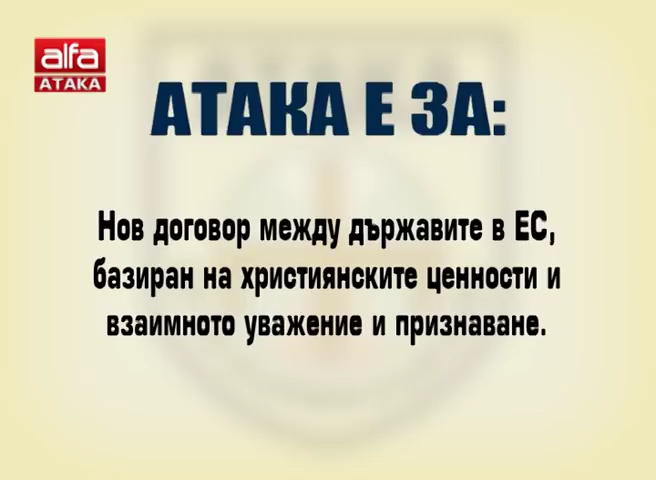 alfa
АТАКА
АТАКА Е ЗА:
Нов договор между държавите в ЕС,
базиран на християнските ценности и
взаимното уважение и признаване.